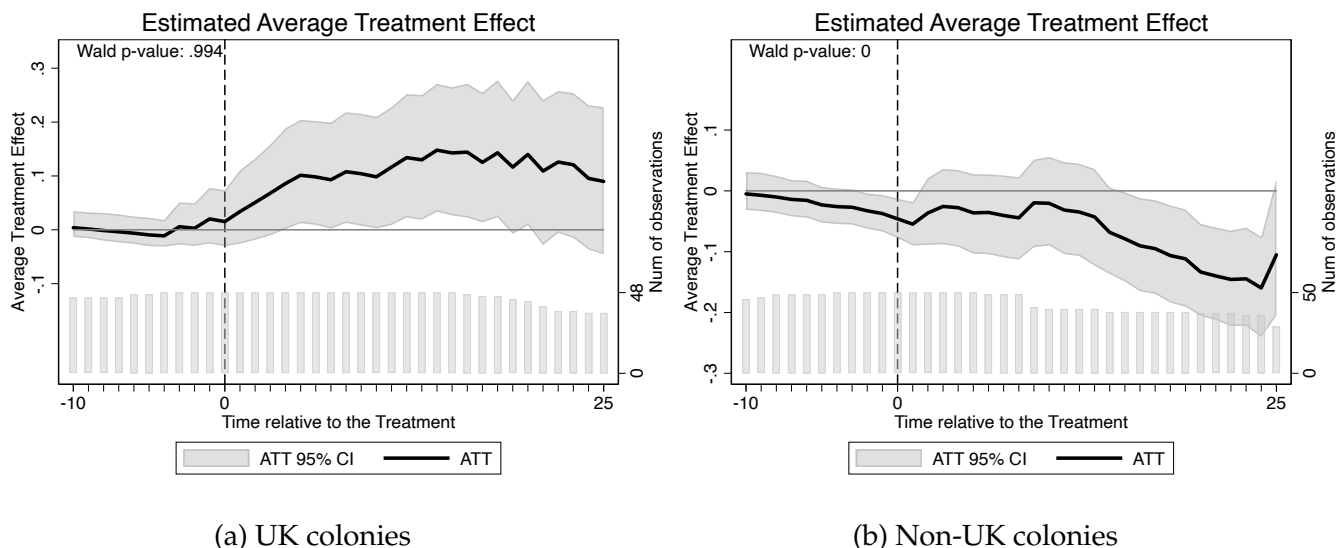 Estimated Average Treatment Effect
Wald p-value: .994
Average Treatment Effect
.3
.2
.1
0
-.1
Num of observations
48
0
-10
0
25
Time relative to the Treatment
ATT 95% CI
ATT
(a) UK colonies
Estimated Average Treatment Effect
Wald p-value: 0
Average Treatment Effect
.1
0
-.1
-.2
-.3
Num of observations
50
0
-10
0
25
Time relative to the Treatment
ATT 95% CI
ATT
(b) Non-UK colonies